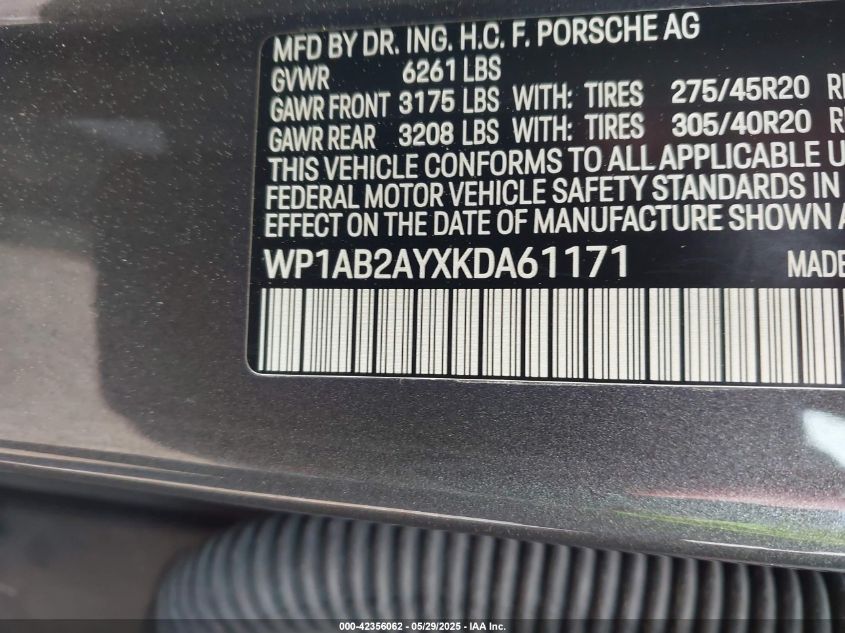 MFD BY DR. ING. H.C. F. PORSCHE AG
GVWR 6261 LBS
GAWR FRONT 3175 LBS WITH: TIRES 275/45R20
GAWR REAR 3208 LBS WITH: TIRES 305/40R20
THIS VEHICLE CONFORMS TO ALL APPLICABLE U
FEDERAL MOTOR VEHICLE SAFETY STANDARDS IN
EFFECT ON THE DATE OF MANUFACTURE SHOWN A
WP1AB2AYXKDA61171 MADE
000-42356062 - 05/29/2025 - IAA Inc.